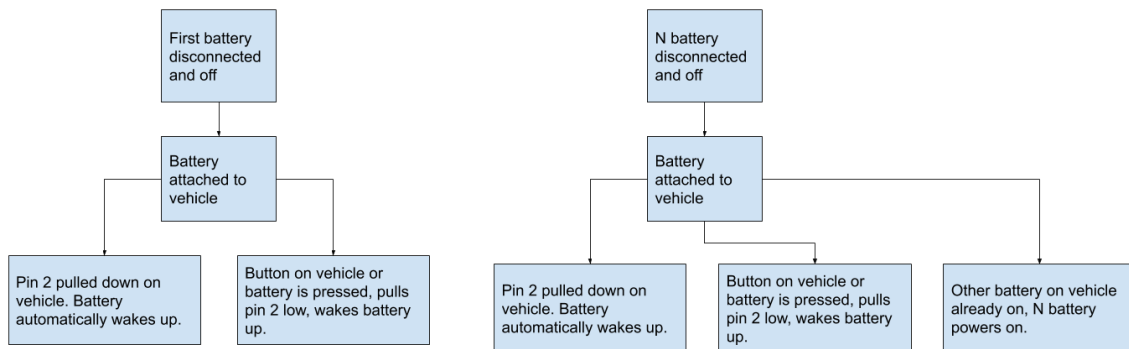 First battery
disconnected
and off
Battery
attached to
vehicle
Pin 2 pulled down on
vehicle. Battery
automatically wakes up.
Button on vehicle or
battery is pressed, pulls
pin 2 low, wakes battery
up.
N battery
disconnected
and off
Battery
attached to
vehicle
Pin 2 pulled down on
vehicle. Battery
automatically wakes up.
Button on vehicle or
battery is pressed, pulls
pin 2 low, wakes battery
up.
Other battery on vehicle
already on, N battery
powers on.